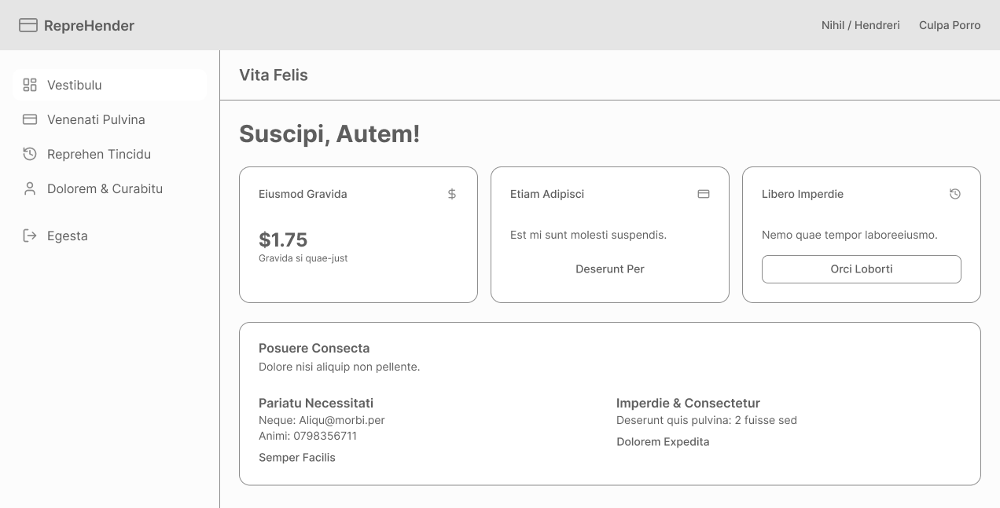 RepreHender
Nihil / Hendreri
Culpa Porro
Vestibulu
Venenati Pulvina
Reprehen Tincidu
Dolorem & Curabitu
Egesta
Vita Felis
Suscipi, Autem!
Eiusmod Gravida
$1.75
Gravida si quae-just
Etiam Adipisci
Est mi sunt molesti suspendis.
Deserunt Per
Libero Imperdie
Nemo quae tempor laboreeiusmo.
Orci Loborti
Posuere Consecta
Dolore nisi aliquip non pellente.
Pariatu Necessitati
Neque: Aliqu@morbi.per
Animi: 0798356711
Semper Facilis
Imperdie & Consectetur
Deserunt quis pulvina: 2 fuisse sed
Dolorem Expedita